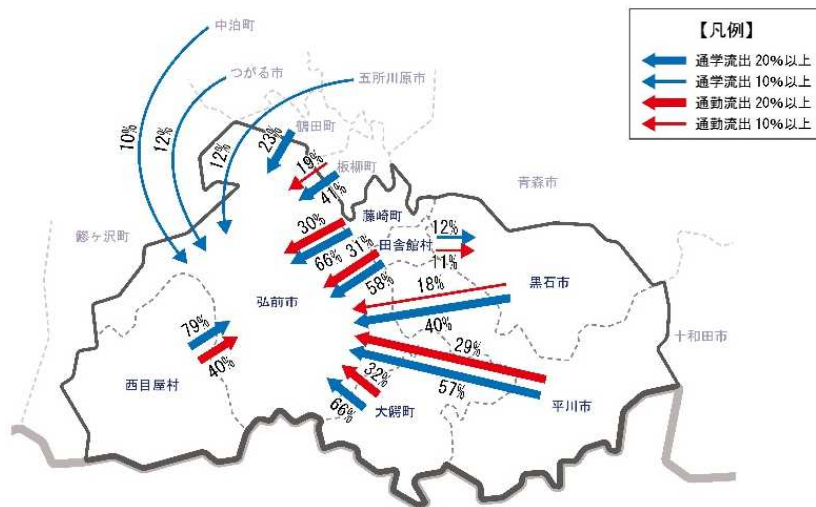 中泊町
つがる市
五所川原市
【凡例】
通学流出 20%以上
通学流出 10%以上
通勤流出 20%以上
通勤流出 10%以上
10%
12%
12%
23%
鶴田町
19%
板柳町
41%
青森市
鰺ヶ沢町
藤崎町
30%
66%
田舎館村
12%
11%
31%
58%
18%
黒石市
40%
弘前市
79%
40%
29%
57%
十和田市
西目屋村
32%
66%
大鰐町
平川市